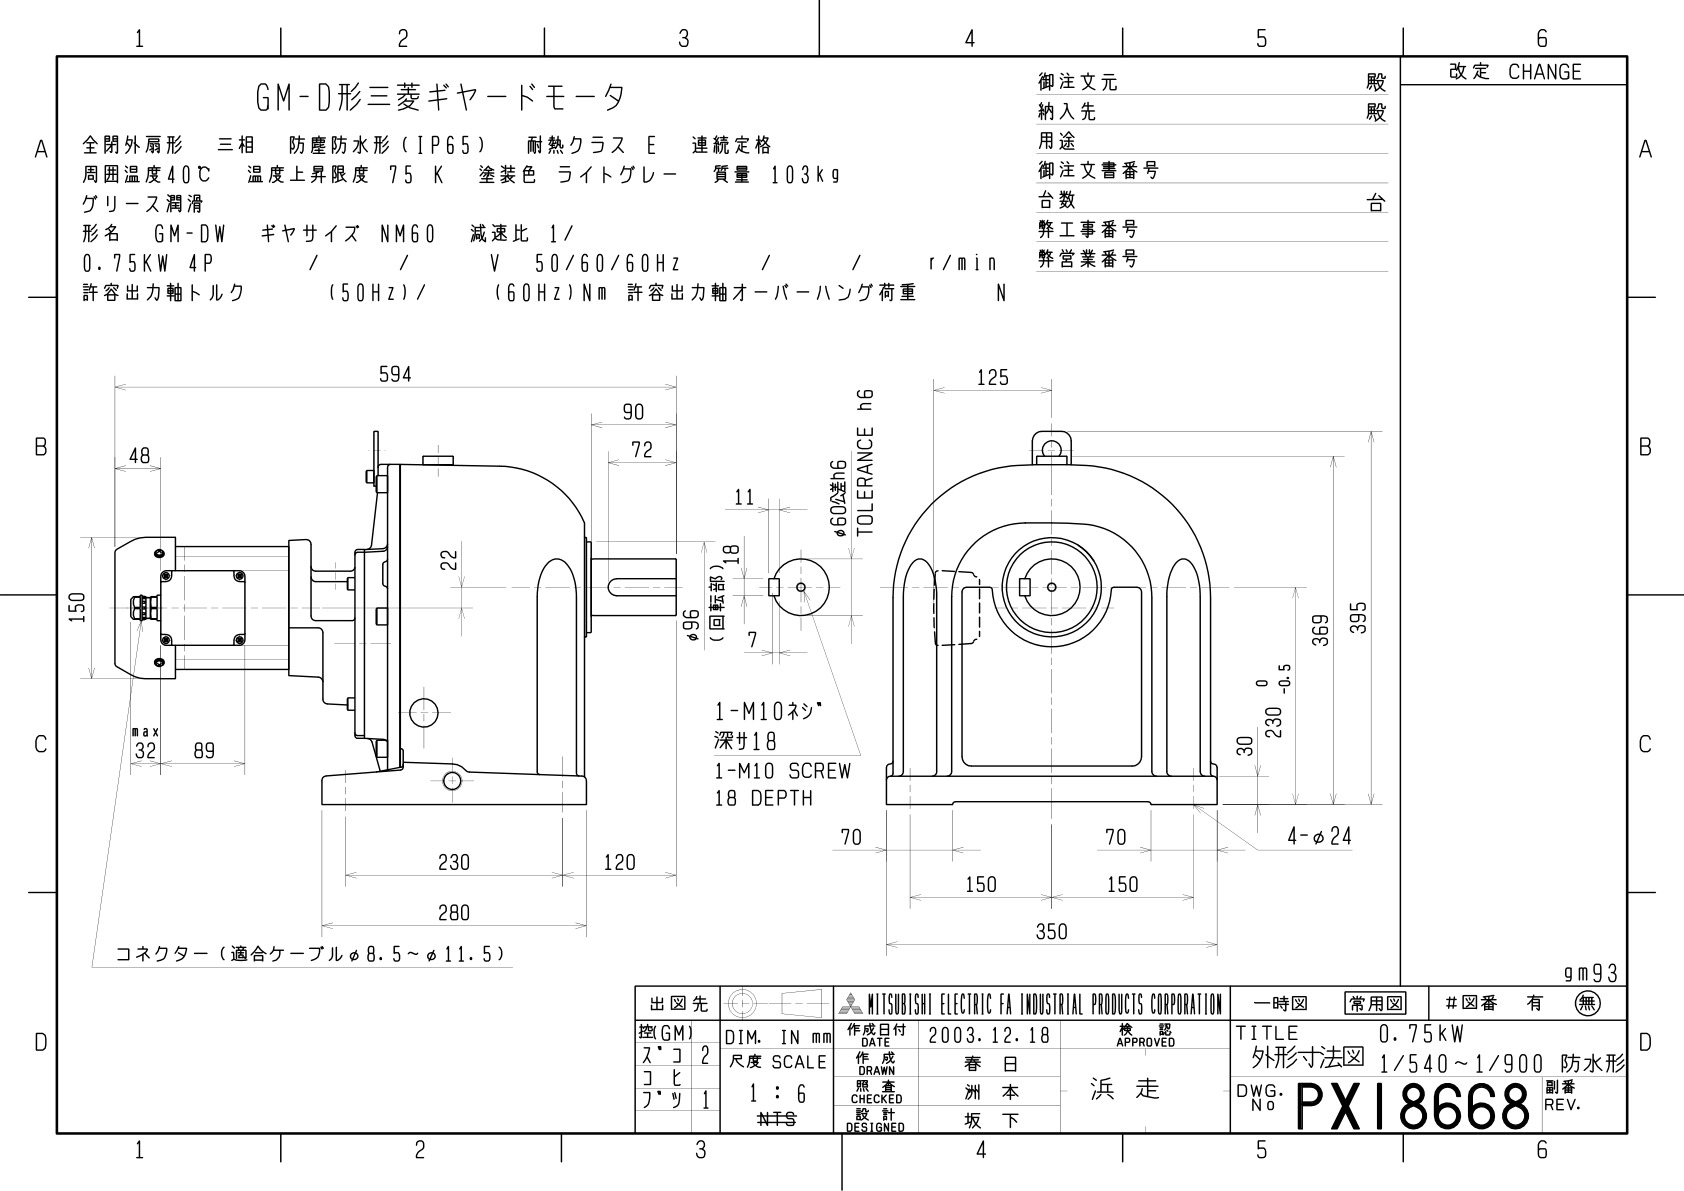 1 2 3 4 5 6
改定 CHANGE
GM-D形三菱ギヤードモータ
全閉外扇形 三相 防塵防水形(IP65) 耐熱クラス E 連続定格
周囲温度40℃ 温度上昇限度 75 K 塗装色 ライトグレー 質量 103kg
グリース潤滑
形名 GM-DW ギヤサイズ NM60 減速比 1/
0.75KW 4P / / V 50/60/60Hz / / r/min
許容出力軸トルク (50Hz)/ (60Hz)Nm 許容出力軸オーバーハング荷重 N
御注文元 殿
納入先 殿
用途
御注文書番号
台数 台
弊工事番号
弊営業番号
A A
B B
C C
D D
594
90
72
48
22
150
max
32 89
230 120
280
φ96
(回転部)
コネクター(適合ケーブルφ8.5~φ11.5)
11
18
7
φ60公差h6
TOLERANCE h6
1-M10ネジ
深サ18
1-M10 SCREW
18 DEPTH
125
395
369
230 0 -0.5
30
4-φ24
70 70
150 150
350
gm93
出図先
MITSUBISHI ELECTRIC FA INDUSTRIAL PRODUCTS CORPORATION
一時図 常用図 #図番 有 無
控(GM)
ズコ 2
コヒ
ブツ 1
DIM. IN mm
尺度 SCALE
1 : 6
NTS
作成日付
DATE
2003.12.18
検 認
APPROVED
作 成
DRAWN
春 日
照 査
CHECKED
洲 本
設 計
DESIGNED
坂 下
浜 走
TITLE 0.75kW
外形寸法図 1/540~1/900 防水形
DWG.
No
PX18668
副番
REV.
1 2 3 4 5 6